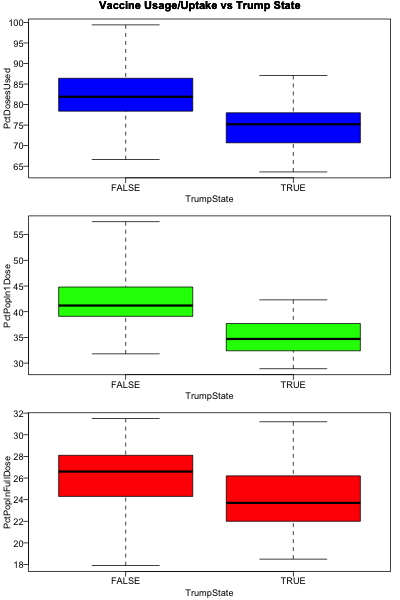 Vaccine Usage/Uptake vs Trump State
PctDosesUsed
100
95
90
85
80
75
70
65
FALSE TRUE
TrumpState
PctPopIn1Dose
55
50
45
40
35
30
FALSE TRUE
TrumpState
PctPopInFullDose
32
30
28
26
24
22
20
18
FALSE TRUE
TrumpState